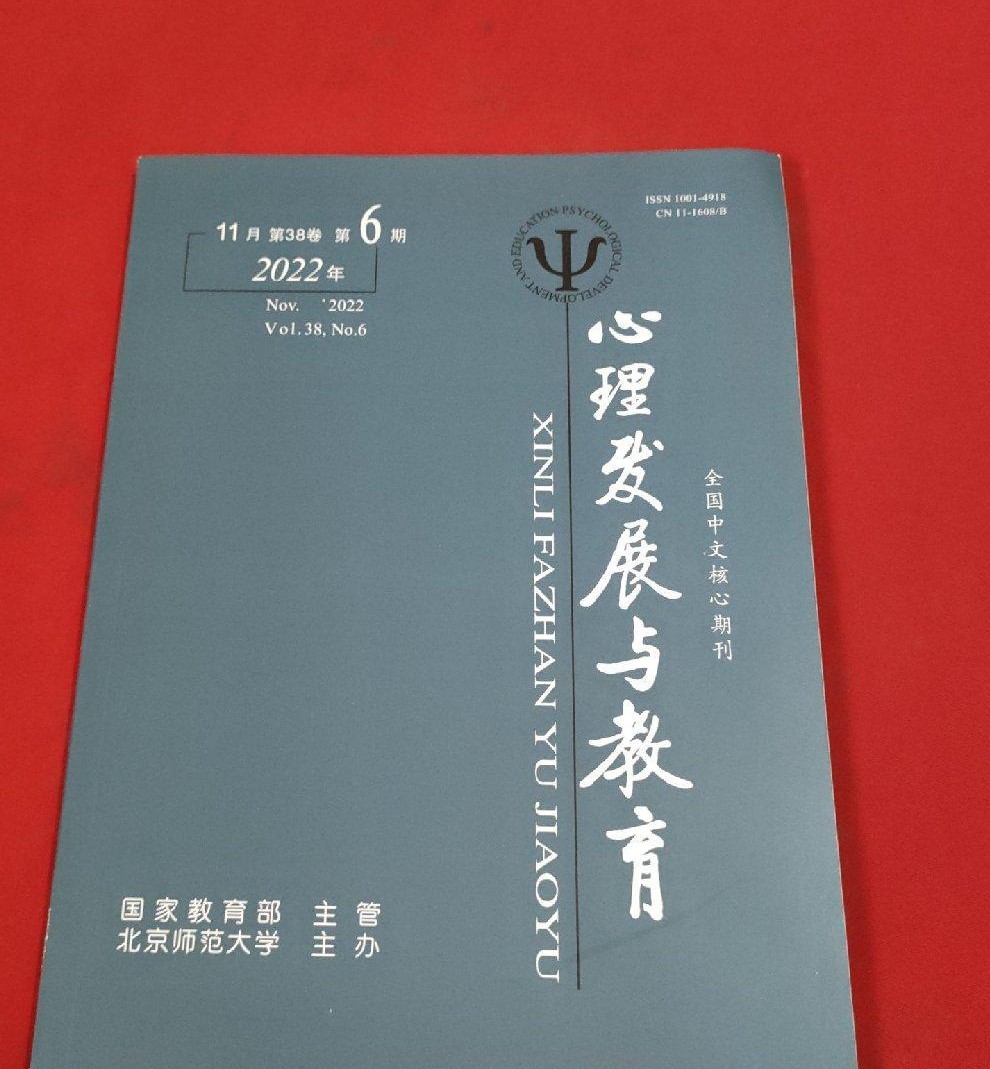 11月 第38卷 第6期
2022年
Nov. '2022
Vol.38, No.6
ISSN 1001-4918
CN 11-1608/B
PSYCHOLOGICAL DEVELOPMENT AND EDUCATION
Ψ
心理发展与教育
XINLI FAZHAN YU JIAOYU
全国中文核心期刊
国家教育部 主管
北京师范大学 主办